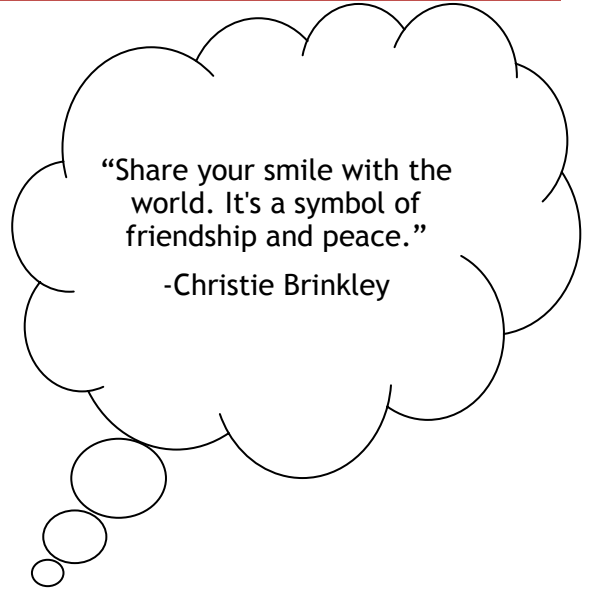 “Share your smile with the
world. It's a symbol of
friendship and peace.”
-Christie Brinkley